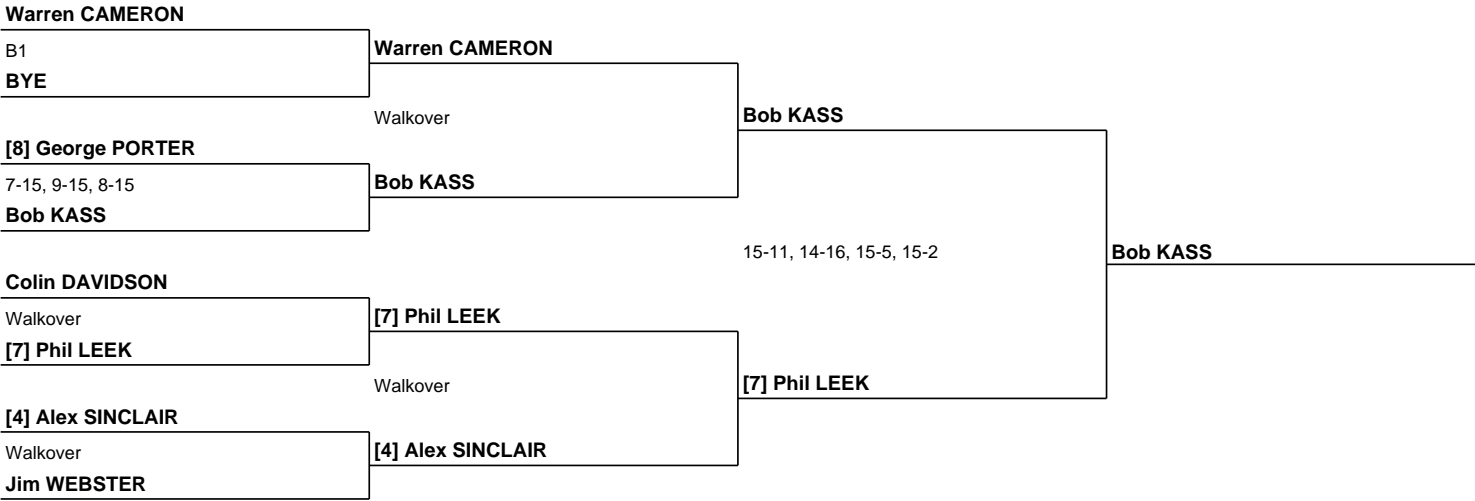 Warren CAMERON
B1
BYE
Warren CAMERON
Walkover
[8] George PORTER
7-15, 9-15, 8-15
Bob KASS
Bob KASS
Bob KASS
15-11, 14-16, 15-5, 15-2
Bob KASS
Colin DAVIDSON
Walkover
[7] Phil LEEK
[7] Phil LEEK
Walkover
[7] Phil LEEK
[4] Alex SINCLAIR
Walkover
Jim WEBSTER
[4] Alex SINCLAIR